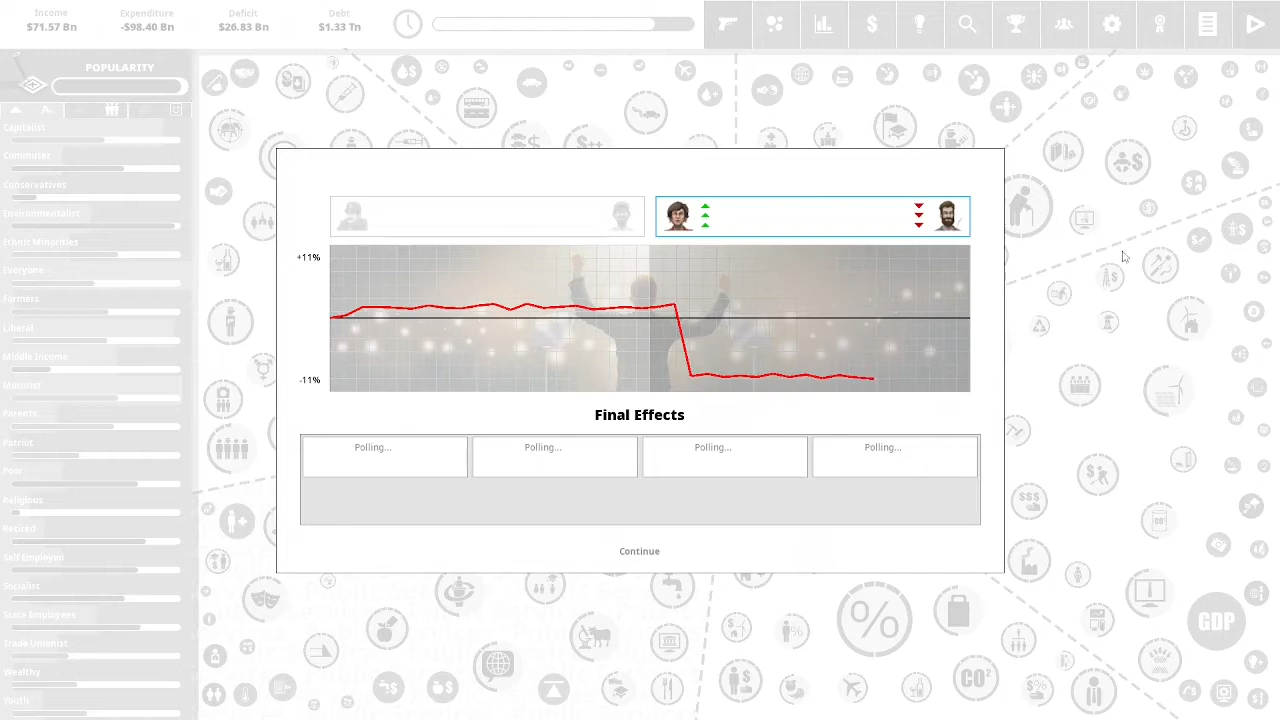 Income
Expenditure
Deficit
Debt
$71.57 Bn
-$98.40 Bn
$26.83 Bn
$1.33 Tn
POPULARITY
Capitalist
Commuter
Conservatives
Environmentalist
Ethnic Minorities
Everyone
Farmers
Liberal
Middle Income
Motorist
Parents
Patriot
Poor
Religious
Retired
Self Employed
Socialist
State Employees
Trade Unionist
Wealthy
Youth
+11%
-11%
Final Effects
Polling...
Polling...
Polling...
Polling...
Continue
GDP
CO²